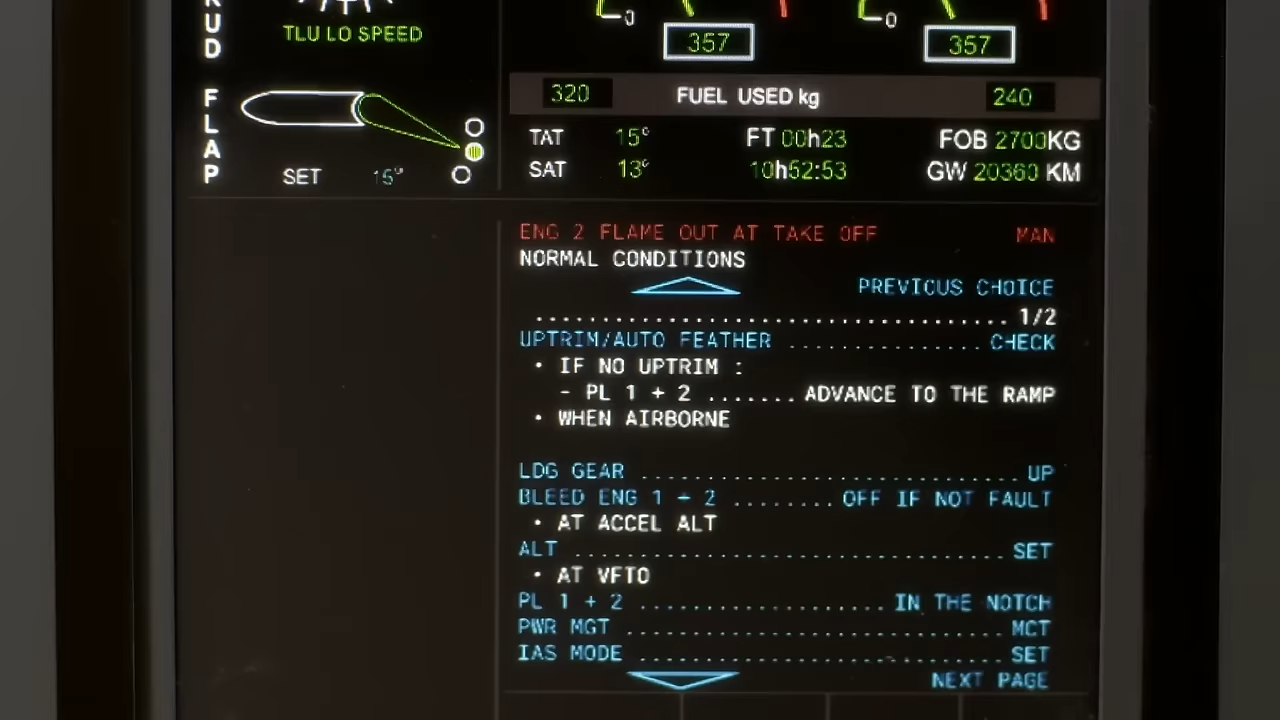 RUD
TLU LO SPEED
0
357
0
357
FLAP
SET 15°
320 FUEL USED kg 240
TAT 15° FT 00h23 FOB 2700KG
SAT 13° 10h52:53 GW 20360 KM
ENG 2 FLAME OUT AT TAKE OFF MAN
NORMAL CONDITIONS
PREVIOUS CHOICE
.................................... 1/2
UPTRIM/AUTO FEATHER ............... CHECK
• IF NO UPTRIM :
- PL 1 + 2 ....... ADVANCE TO THE RAMP
• WHEN AIRBORNE
LDG GEAR ............................. UP
BLEED ENG 1 + 2 ........ OFF IF NOT FAULT
• AT ACCEL ALT
ALT ................................. SET
• AT VFTO
PL 1 + 2 ................... IN THE NOTCH
PWR MGT ............................. MCT
IAS MODE ............................ SET
NEXT PAGE